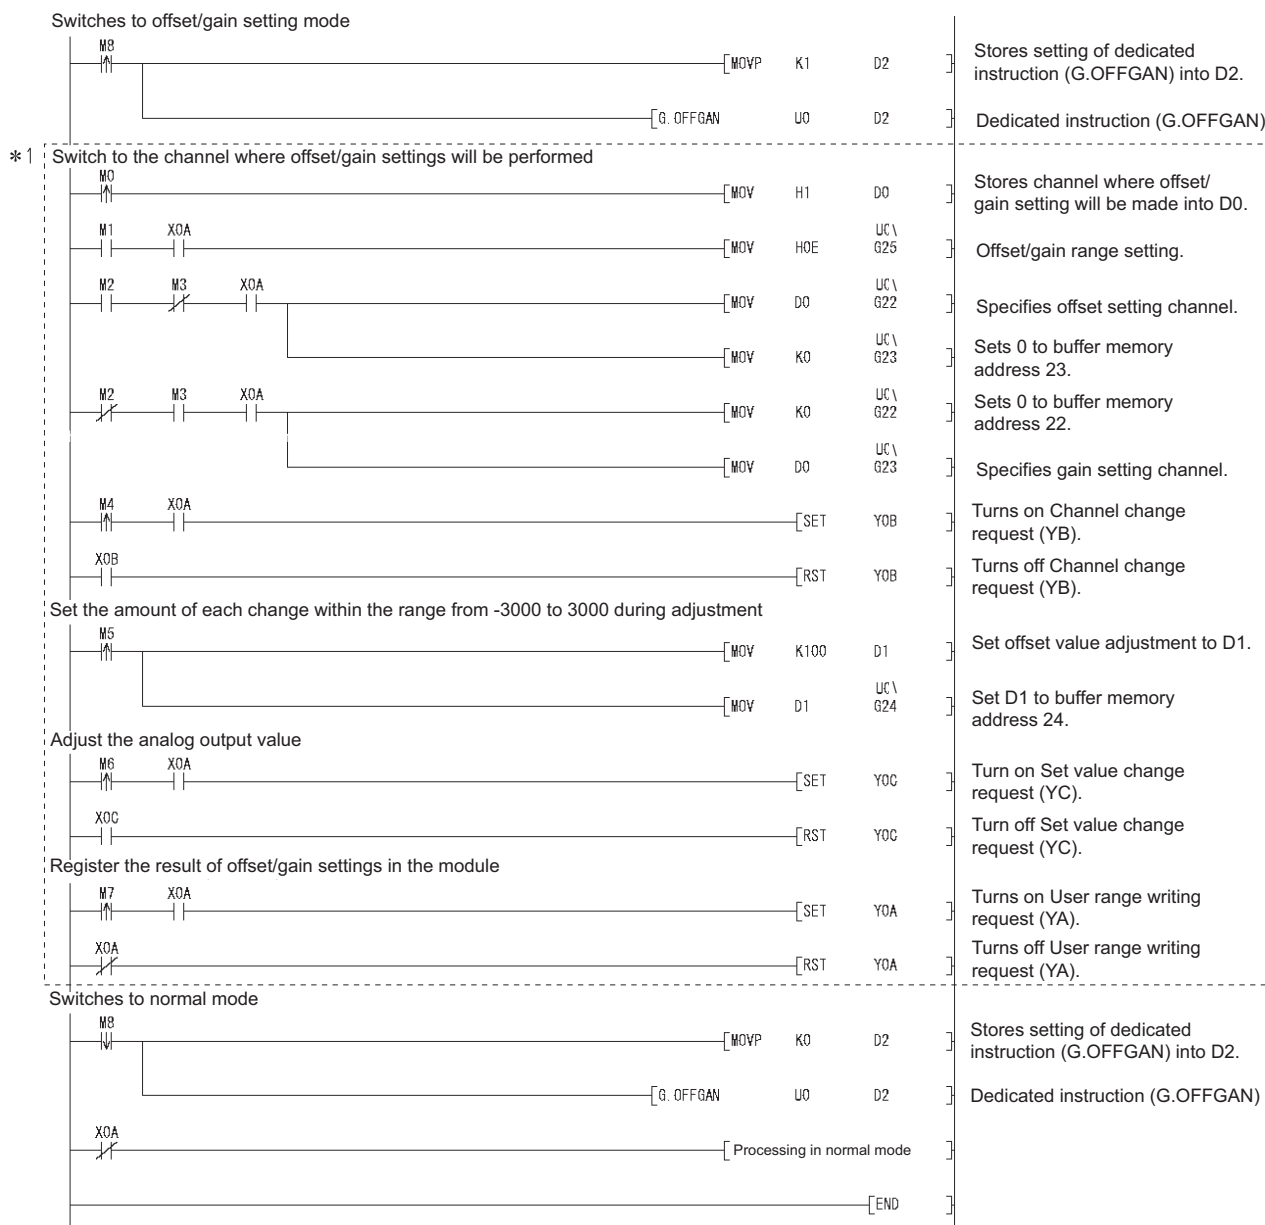 Switches to offset/gain setting mode
M8
MOVP K1 D2
Stores setting of dedicated
instruction (G.OFFGAN) into D2.
G.OFFGAN U0 D2
Dedicated instruction (G.OFFGAN)
*1 Switch to the channel where offset/gain settings will be performed
M0
MOV H1 D0
Stores channel where offset/
gain setting will be made into D0.
M1 X0A
U0\
MOV H0E G25
Offset/gain range setting.
M2 M3 X0A
U0\
MOV D0 G22
Specifies offset setting channel.
U0\
MOV K0 G23
Sets 0 to buffer memory
address 23.
M2 M3 X0A
U0\
MOV K0 G22
Sets 0 to buffer memory
address 22.
U0\
MOV D0 G23
Specifies gain setting channel.
M4 X0A
SET Y0B
Turns on Channel change
request (YB).
X0B
RST Y0B
Turns off Channel change
request (YB).
Set the amount of each change within the range from -3000 to 3000 during adjustment
M5
MOV K100 D1
Set offset value adjustment to D1.
U0\
MOV D1 G24
Set D1 to buffer memory
address 24.
Adjust the analog output value
M6 X0A
SET Y0C
Turn on Set value change
request (YC).
X0C
RST Y0C
Turn off Set value change
request (YC).
Register the result of offset/gain settings in the module
M7 X0A
SET Y0A
Turns on User range writing
request (YA).
X0A
RST Y0A
Turns off User range writing
request (YA).
Switches to normal mode
M8
MOVP K0 D2
Stores setting of dedicated
instruction (G.OFFGAN) into D2.
G.OFFGAN U0 D2
Dedicated instruction (G.OFFGAN)
X0A
Processing in normal mode
END